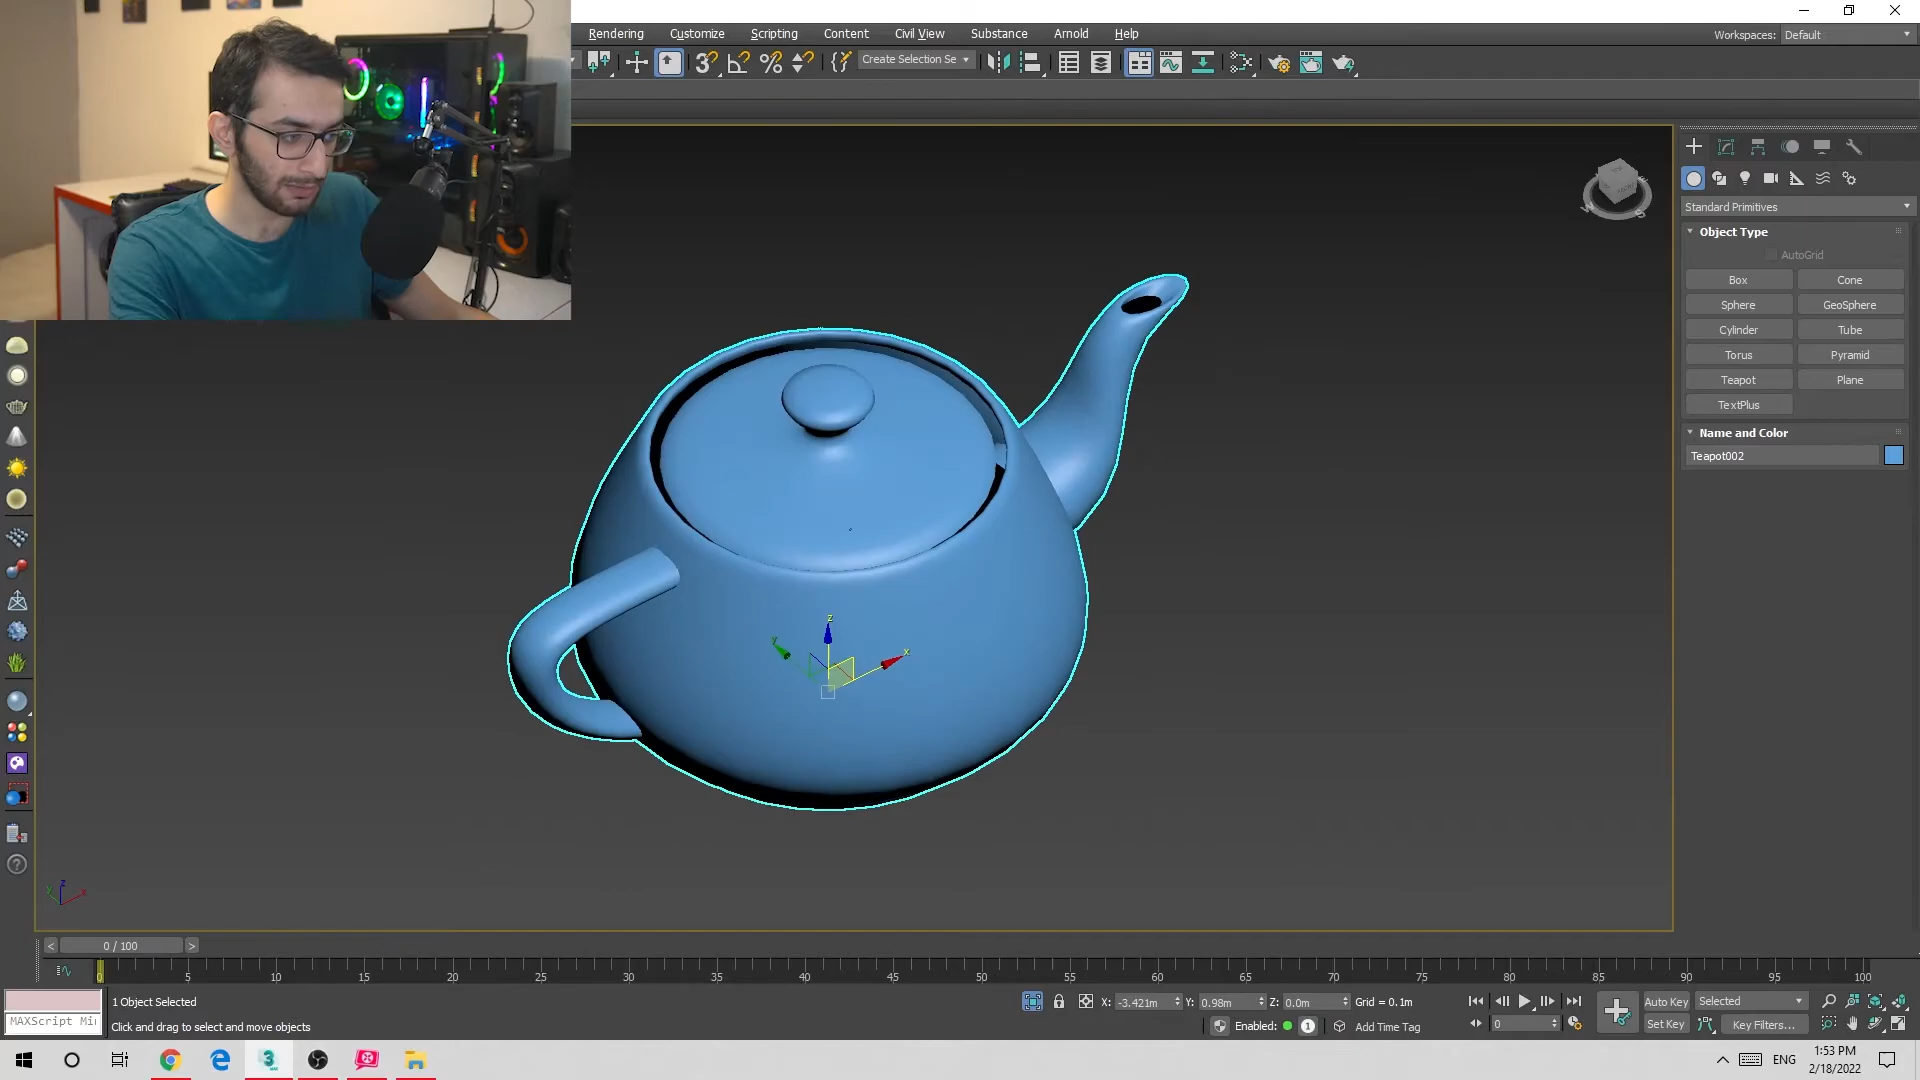 Rendering Customize Scripting Content Civil View Substance Arnold Help
Workspaces: Default
Create Selection Se
Standard Primitives
Object Type
AutoGrid
Box Cone
Sphere GeoSphere
Cylinder Tube
Torus Pyramid
Teapot Plane
TextPlus
Name and Color
Teapot002
z
y
x
z
y
x
< 0 / 100 >
0 5 10 15 20 25 30 35 40 45 50 55 60 65 70 75 80 85 90 95 100
1 Object Selected
X: -3.421m Y: 0.98m Z: 0.0m Grid = 0.1m
Auto Key Selected
MAXScript Mi
Click and drag to select and move objects
Enabled: 1 Add Time Tag
0
Set Key Key Filters...
ENG
1:53 PM
2/18/2022